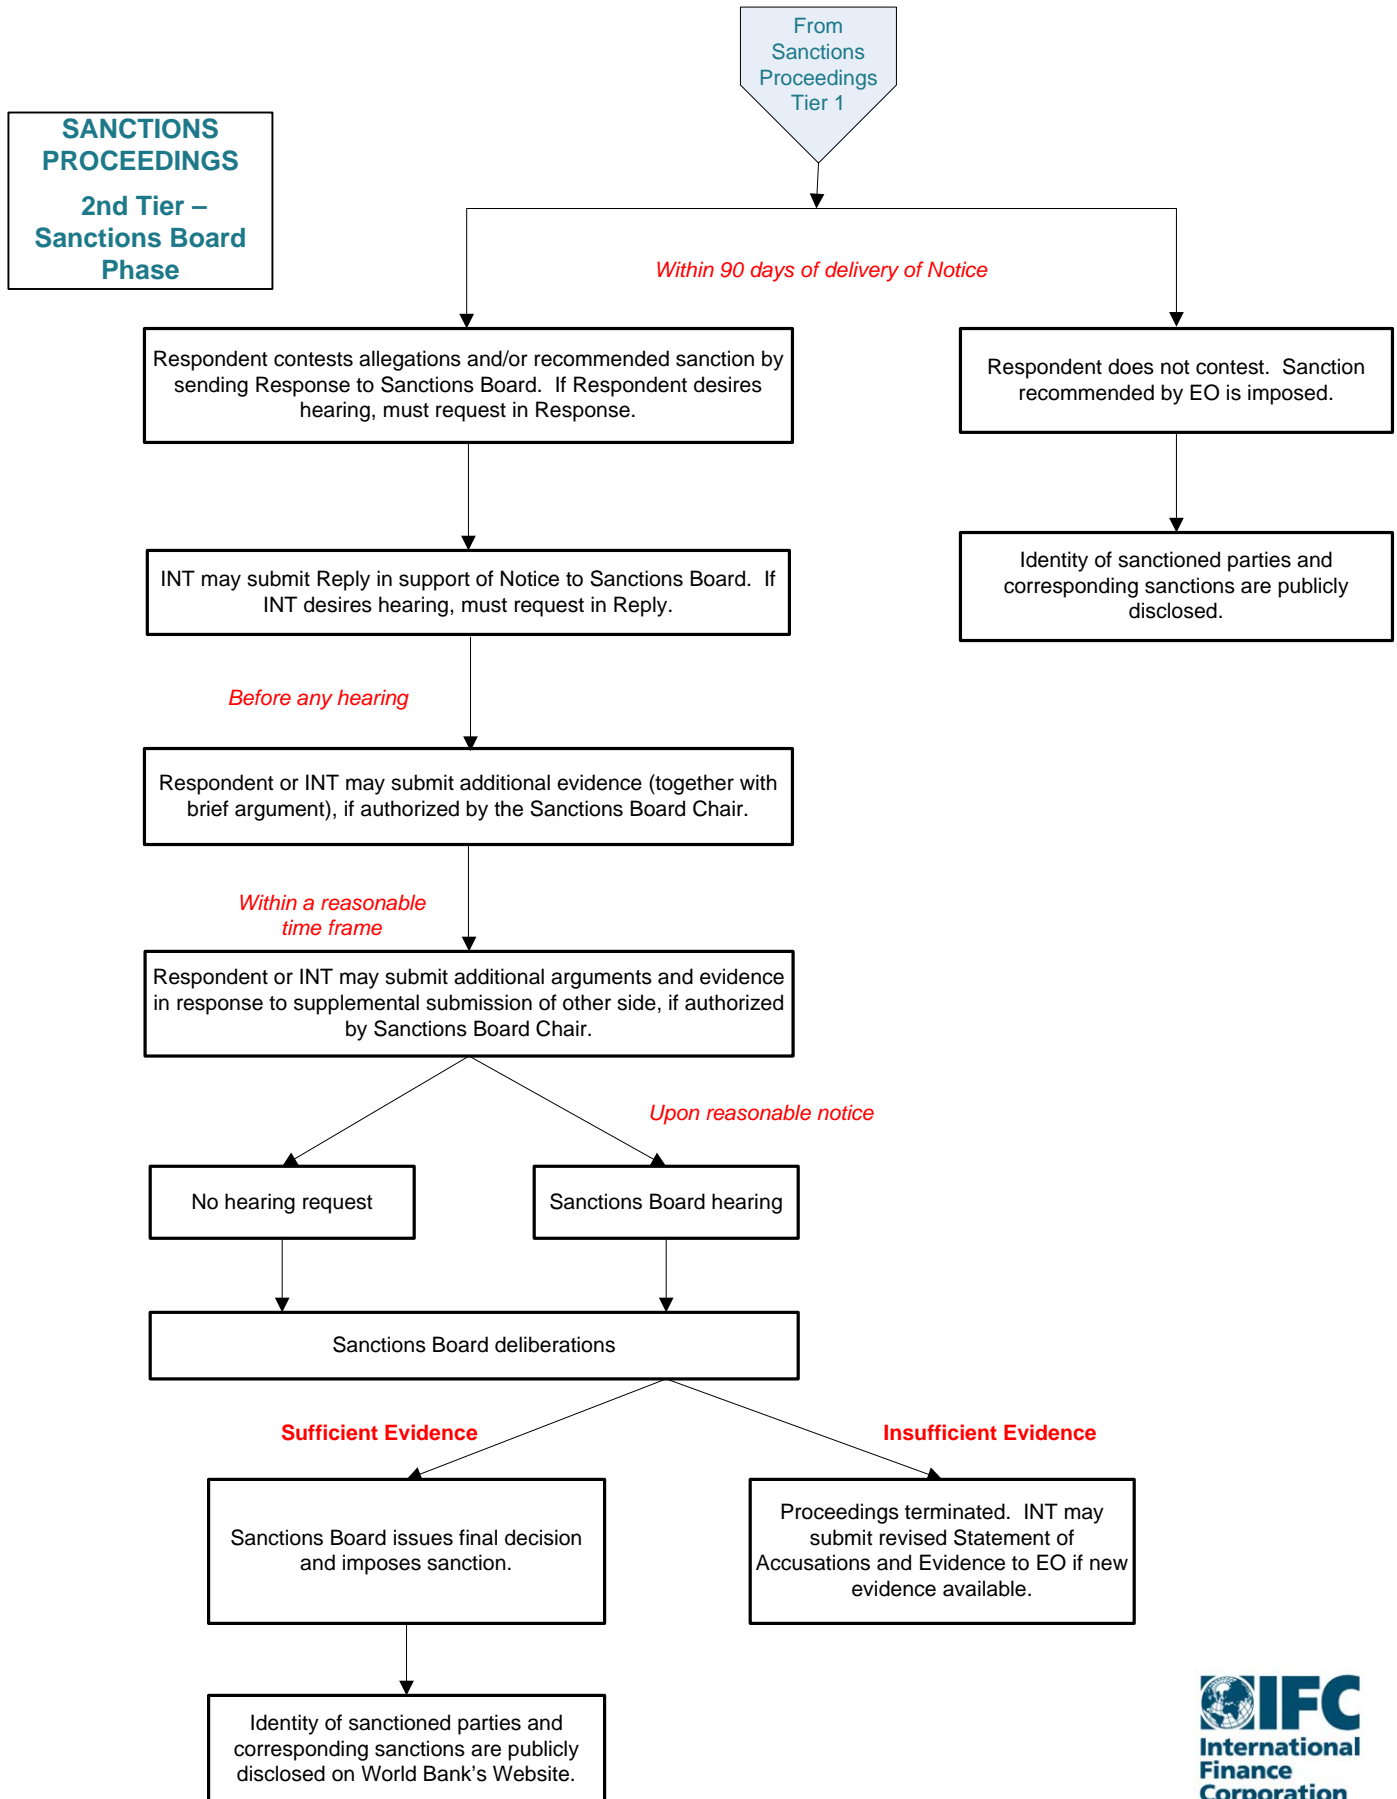 From
Sanctions
Proceedings
Tier 1
SANCTIONS
PROCEEDINGS
2nd Tier –
Sanctions Board
Phase
Within 90 days of delivery of Notice
Respondent contests allegations and/or recommended sanction by
sending Response to Sanctions Board.  If Respondent desires
hearing, must request in Response.
Respondent does not contest.  Sanction
recommended by EO is imposed.
INT may submit Reply in support of Notice to Sanctions Board.  If
INT desires hearing, must request in Reply.
Identity of sanctioned parties and
corresponding sanctions are publicly
disclosed.
Before any hearing
Respondent or INT may submit additional evidence (together with
brief argument), if authorized by the Sanctions Board Chair.
Within a reasonable
time frame
Respondent or INT may submit additional arguments and evidence
in response to supplemental submission of other side, if authorized
by Sanctions Board Chair.
Upon reasonable notice
No hearing request
Sanctions Board hearing
Sanctions Board deliberations
Sufficient Evidence
Insufficient Evidence
Sanctions Board issues final decision
and imposes sanction.
Proceedings terminated.  INT may
submit revised Statement of
Accusations and Evidence to EO if new
evidence available.
Identity of sanctioned parties and
corresponding sanctions are publicly
disclosed on World Bank's Website.
IFC
International
Finance
Corporation